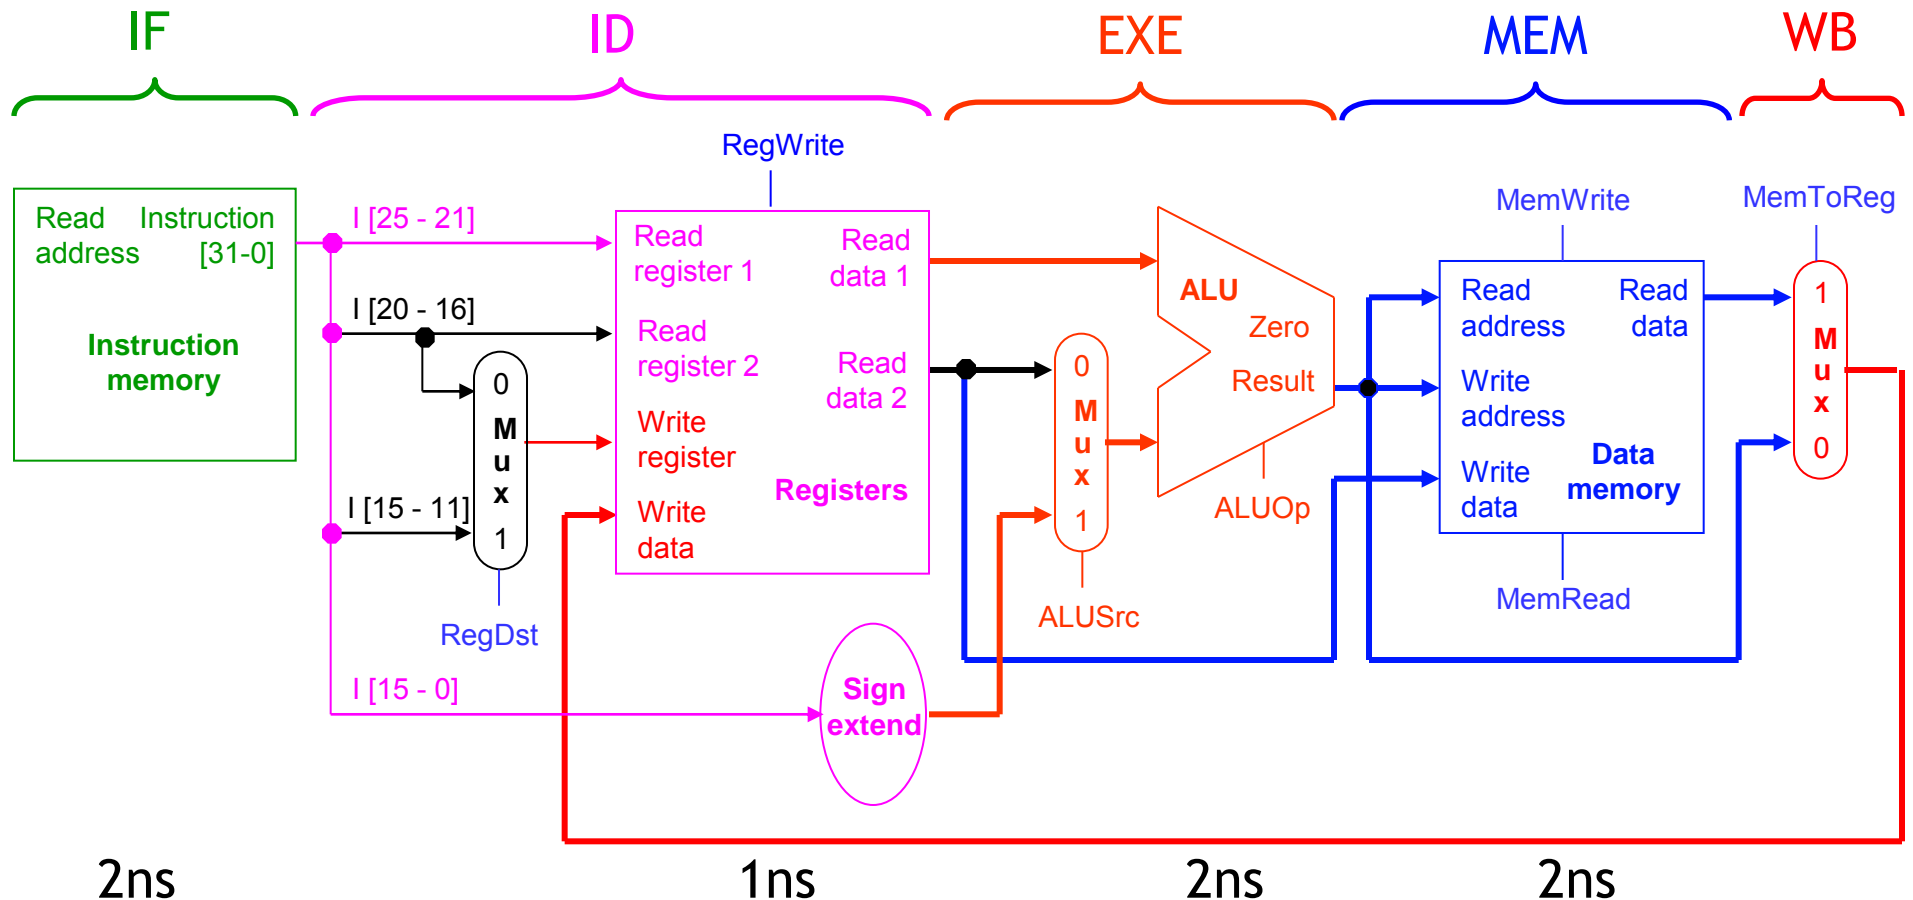 IF
ID
EXE
MEM
WB
RegWrite
MemWrite
MemToReg
Read Instruction
address [31-0]
Instruction
memory
I [25 - 21]
I [20 - 16]
I [15 - 11]
I [15 - 0]
0
M
u
x
1
RegDst
Read
register 1
Read
data 1
Read
register 2
Read
data 2
Write
register
Registers
Write
data
Sign
extend
0
M
u
x
1
ALUSrc
ALU
Zero
Result
ALUOp
Read
address
Read
data
Write
address
Write
data
Data
memory
MemRead
1
M
u
x
0
2ns
1ns
2ns
2ns